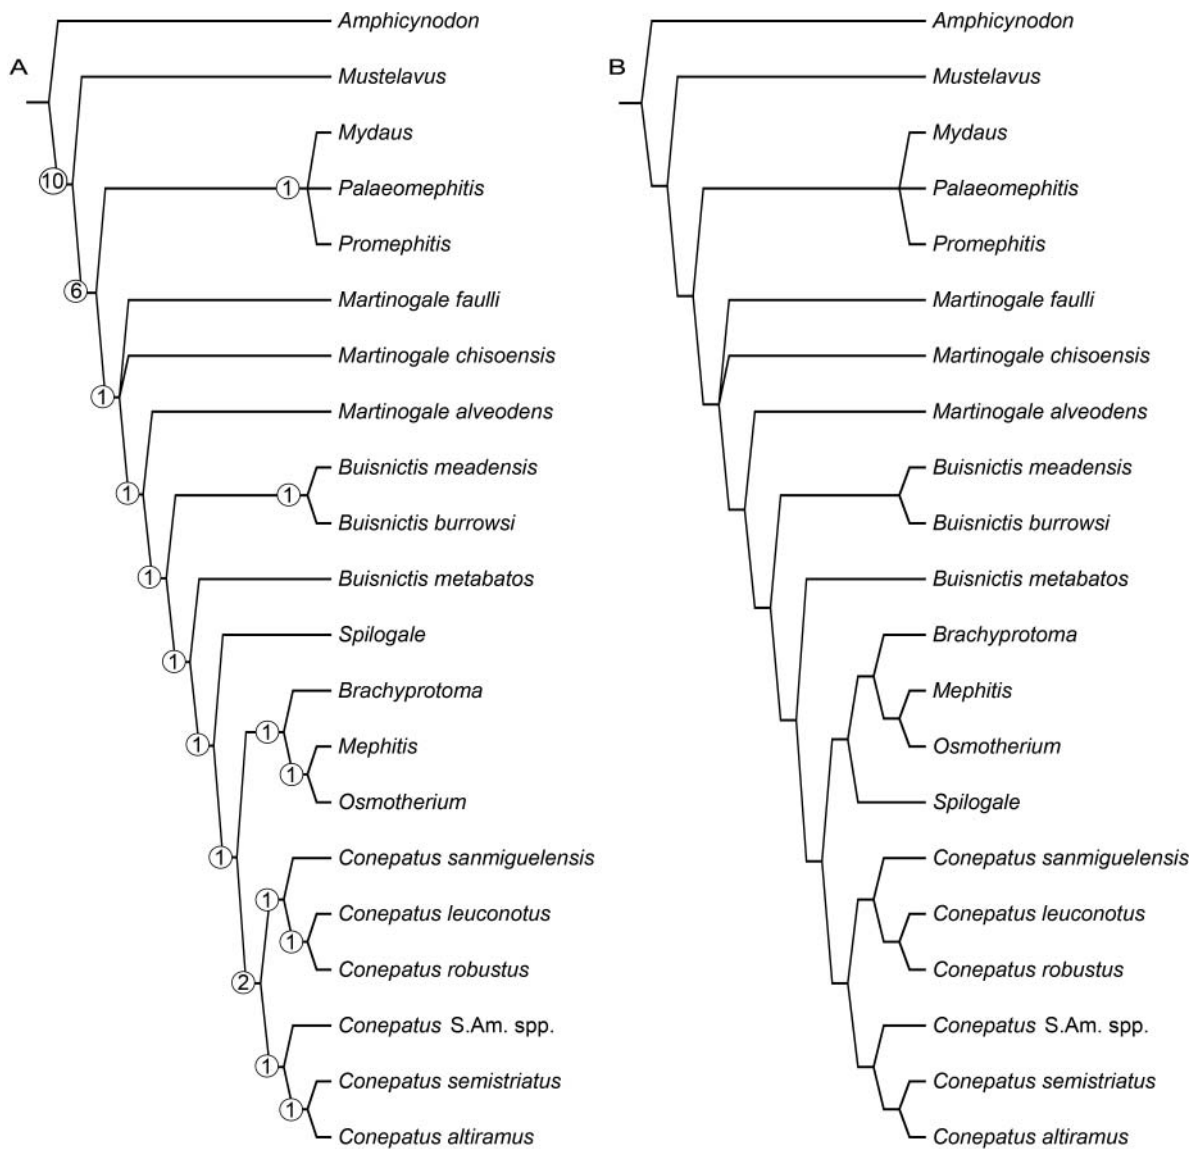 A
Amphicynodon
Mustelavus
Mydaus
10
1
Palaeomephitis
Promephitis
6
Martinogale faulli
Martinogale chisoensis
1
Martinogale alveodens
Buisnictis meadensis
1
1
Buisnictis burrowsi
1
Buisnictis metabatos
Spilogale
1
Brachyprotoma
1
1
Mephitis
1
Osmotherium
1
Conepatus sanmiguelensis
1
Conepatus leuconotus
1
Conepatus robustus
2
Conepatus S.Am. spp.
1
Conepatus semistriatus
1
Conepatus altiramus
B
Amphicynodon
Mustelavus
Mydaus
Palaeomephitis
Promephitis
Martinogale faulli
Martinogale chisoensis
Martinogale alveodens
Buisnictis meadensis
Buisnictis burrowsi
Buisnictis metabatos
Brachyprotoma
Mephitis
Osmotherium
Spilogale
Conepatus sanmiguelensis
Conepatus leuconotus
Conepatus robustus
Conepatus S.Am. spp.
Conepatus semistriatus
Conepatus altiramus